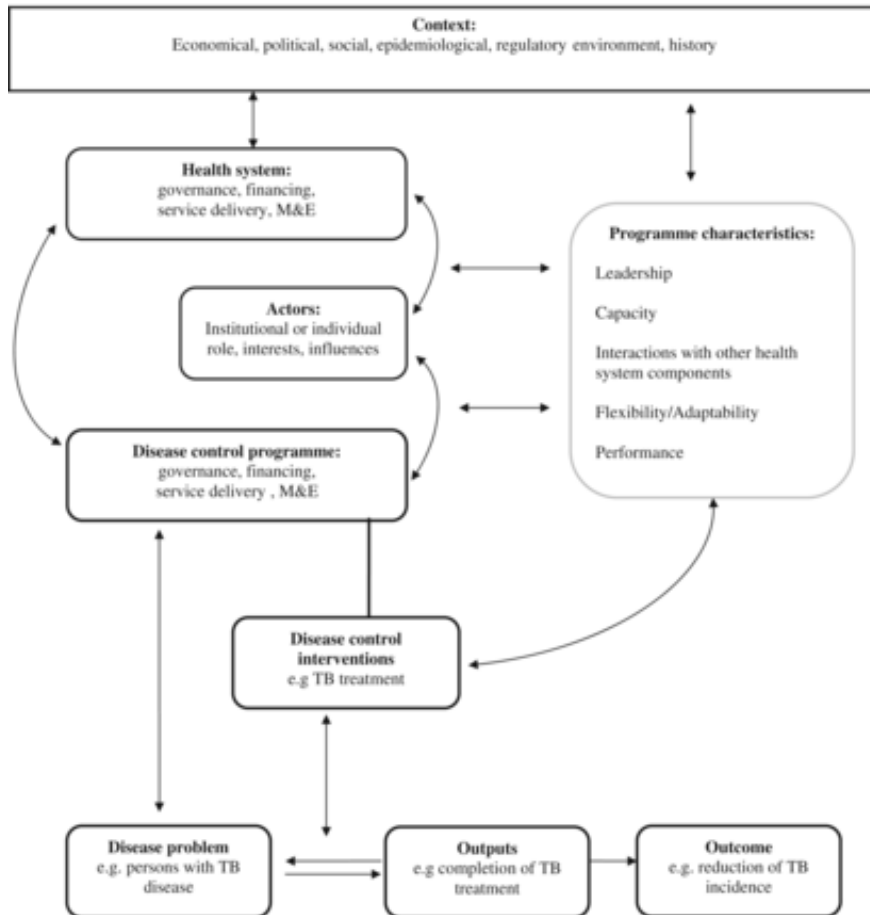 Context:
Economical, political, social, epidemiological, regulatory environment, history
Health system:
governance, financing,
service delivery, M&E
Programme characteristics:
Leadership
Capacity
Interactions with other health
system components
Flexibility/Adaptability
Performance
Actors:
Institutional or individual
role, interests, influences
Disease control programme:
governance, financing,
service delivery , M&E
Disease control
interventions
e.g TB treatment
Disease problem
e.g. persons with TB
disease
Outputs
e.g completion of TB
treatment
Outcome
e.g. reduction of TB
incidence